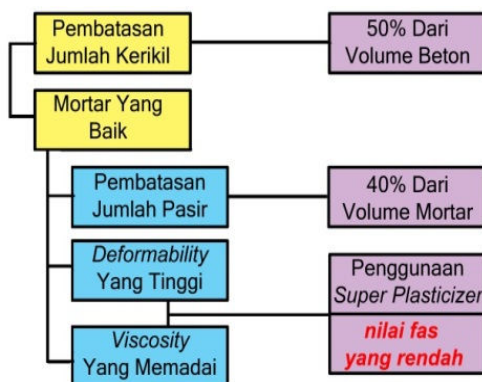 Pembatasan
Jumlah Kerikil
50% Dari
Volume Beton
Mortar Yang
Baik
Pembatasan
Jumlah Pasir
40% Dari
Volume Mortar
Deformability
Yang Tinggi
Penggunaan
Super Plasticizer
nilai fas
yang rendah
Viscosity
Yang Memadai